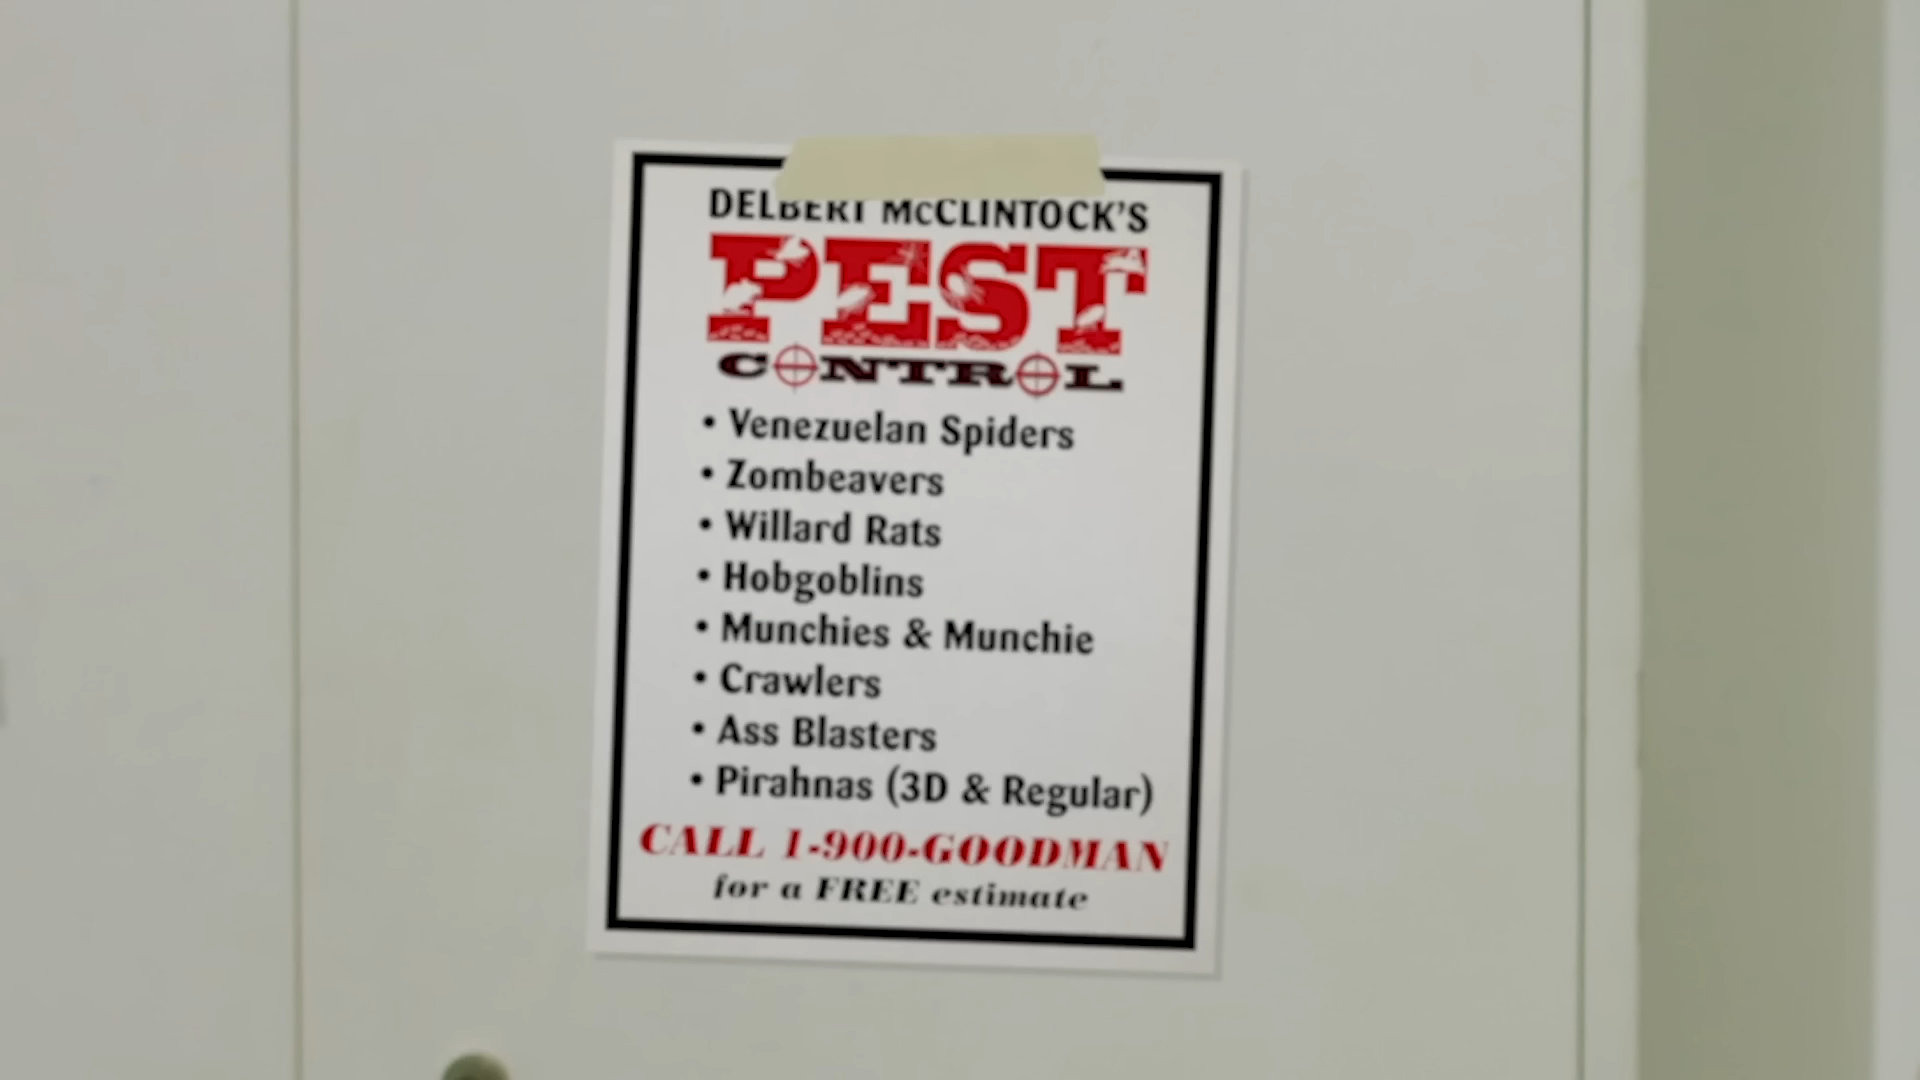 DELBERT McCLINTOCK'S
PEST
CONTROL
• Venezuelan Spiders
• Zombeavers
• Willard Rats
• Hobgoblins
• Munchies & Munchie
• Crawlers
• Ass Blasters
• Pirahnas (3D & Regular)
CALL 1-900-GOODMAN
for a FREE estimate